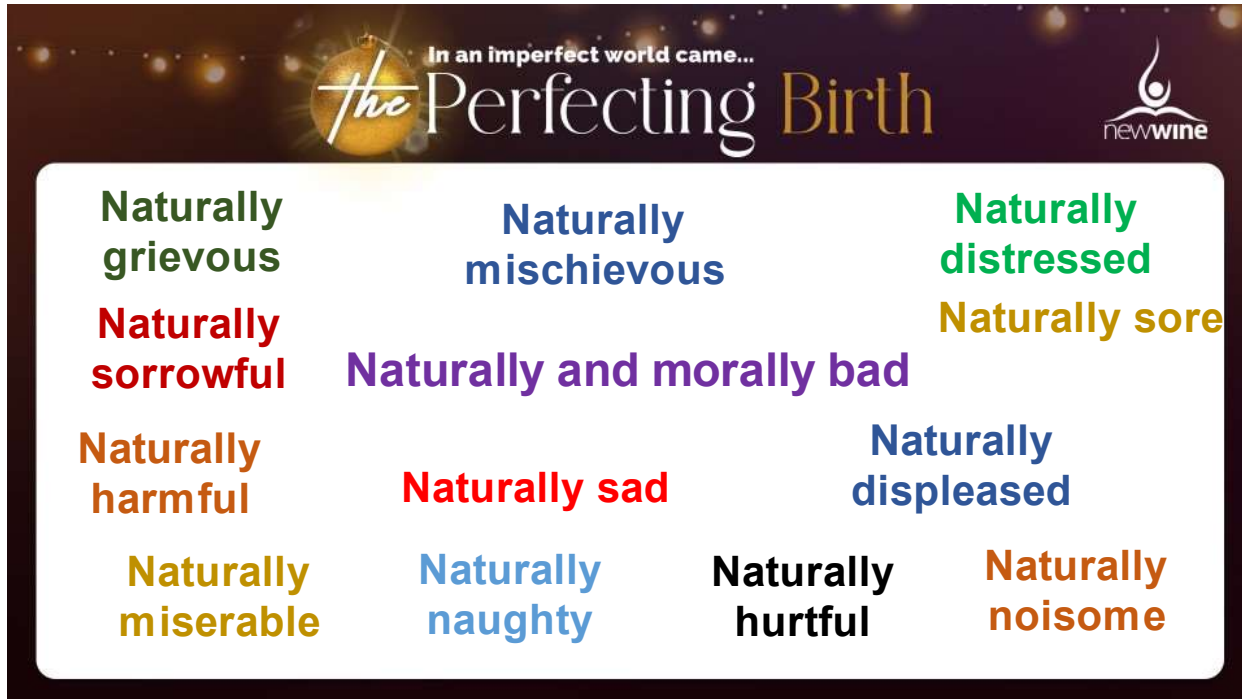 In an imperfect world came...
the Perfecting Birth
newwine
Naturally
grievous
Naturally
mischievous
Naturally
distressed
Naturally
sorrowful
Naturally sore
Naturally and morally bad
Naturally
harmful
Naturally sad
Naturally
displeased
Naturally
miserable
Naturally
naughty
Naturally
hurtful
Naturally
noisome